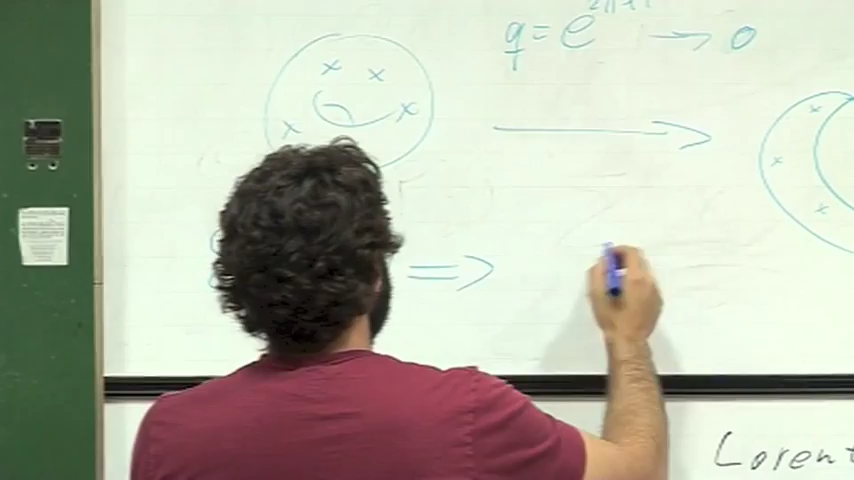 q = e^{2πiτ} → 0
⇒
Lorent